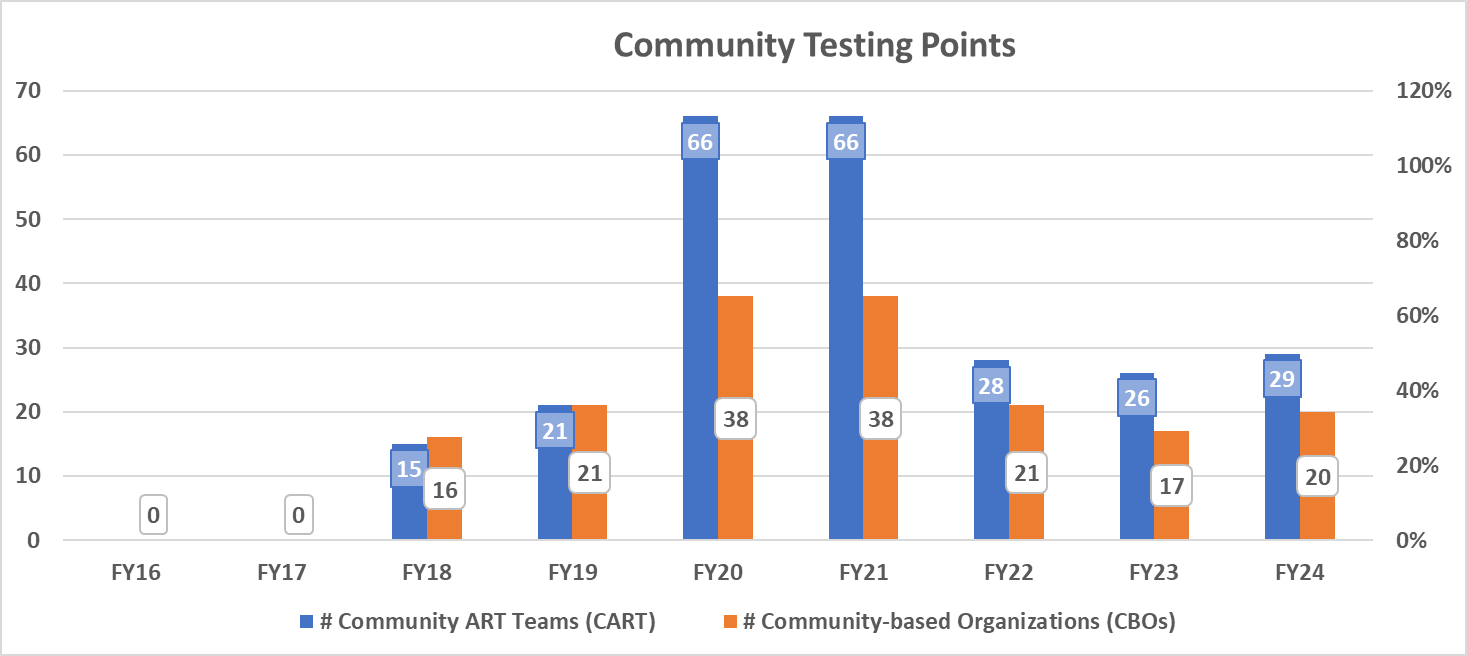 Community Testing Points
70 120%
60 100%
50 80%
40 60%
30 40%
20 20%
10 0%
0
66 66
38 38
28 26 29
21 21 21 17 20
15 16
0 0
FY16 FY17 FY18 FY19 FY20 FY21 FY22 FY23 FY24
# Community ART Teams (CART) # Community-based Organizations (CBOs)